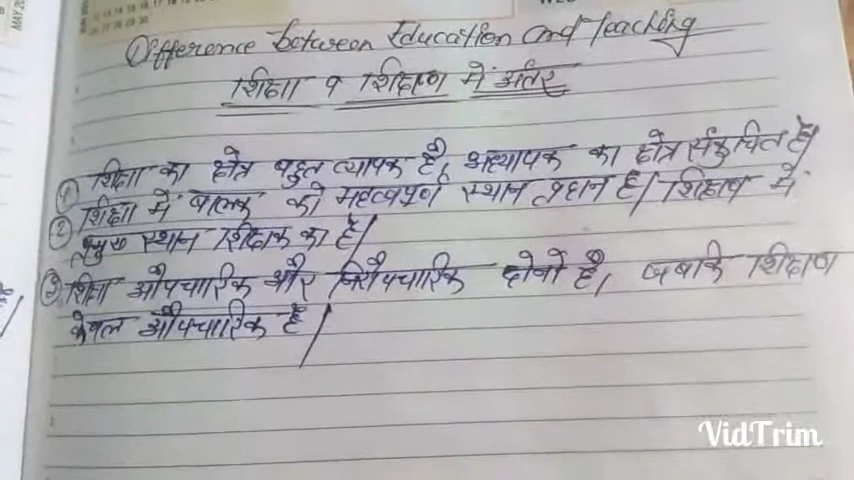 Difference between Education and Teaching
शिक्षा व शिक्षण में अंतर
① शिक्षा का क्षेत्र बहुत व्यापक है, अध्यापक का क्षेत्र संकुचित है।
② शिक्षा में बालक को महत्वपूर्ण स्थान प्रदान है। शिक्षण में
प्रमुख स्थान शिक्षक का है।
③ शिक्षा औपचारिक और निरौपचारिक दोनों है, जबकि शिक्षण
केवल औपचारिक है।
VidTrim